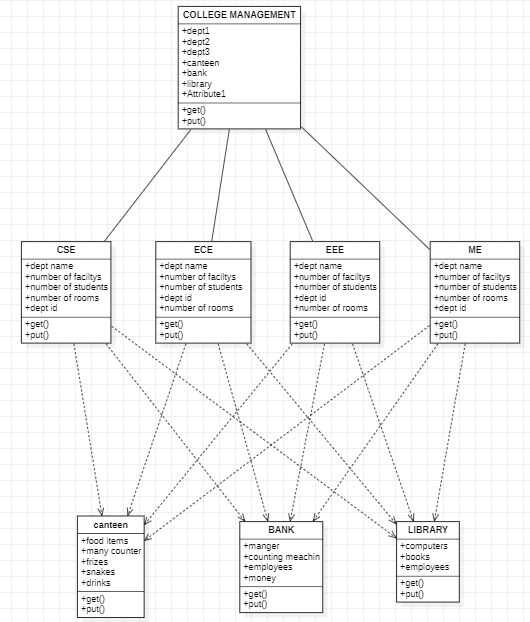 COLLEGE MANAGEMENT
+dept1
+dept2
+dept3
+canteen
+bank
+library
+Attribute1
+get()
+put()
CSE
+dept name
+number of faciltys
+number of students
+number of rooms
+dept id
+get()
+put()
ECE
+dept name
+number of faciltys
+number of students
+dept id
+number of rooms
+get()
+put()
EEE
+dept name
+number of faciltys
+number of students
+dept id
+number of rooms
+get()
+put()
ME
+dept name
+number of faciltys
+number of students
+number of rooms
+dept id
+get()
+put()
canteen
+food items
+many counter
+frizes
+snakes
+drinks
+get()
+put()
BANK
+manger
+counting meachin
+employees
+money
+get()
+put()
LIBRARY
+computers
+books
+employees
+get()
+put()